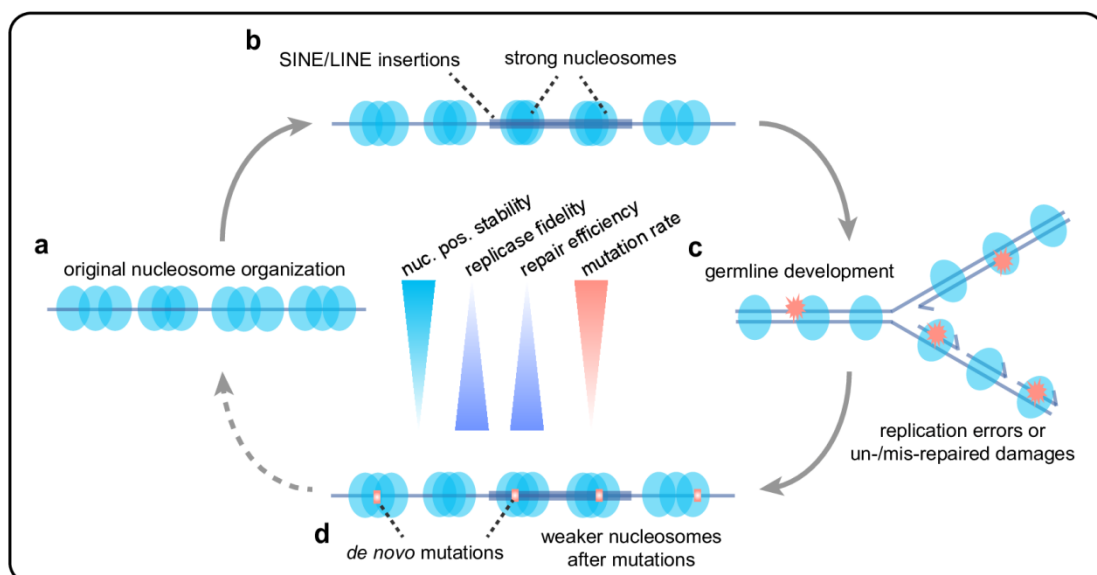 b
SINE/LINE insertions
strong nucleosomes
a
original nucleosome organization
nuc. pos. stability
replicase fidelity
repair efficiency
mutation rate
c
germline development
replication errors or
un-/mis-repaired damages
d
de novo mutations
weaker nucleosomes
after mutations